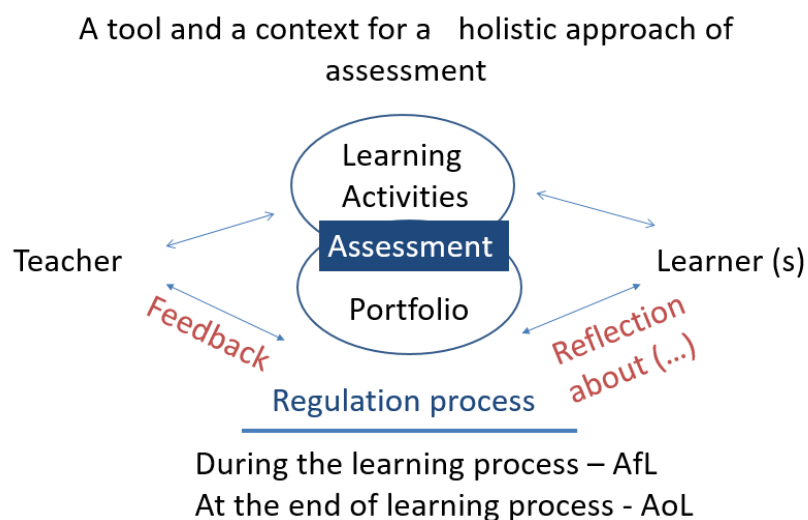 A tool and a context for a holistic approach of
assessment
Learning
Activities
Assessment
Teacher
Learner (s)
Portfolio
Feedback
Reflection
about (...)
Regulation process
During the learning process – AfL
At the end of learning process - AoL